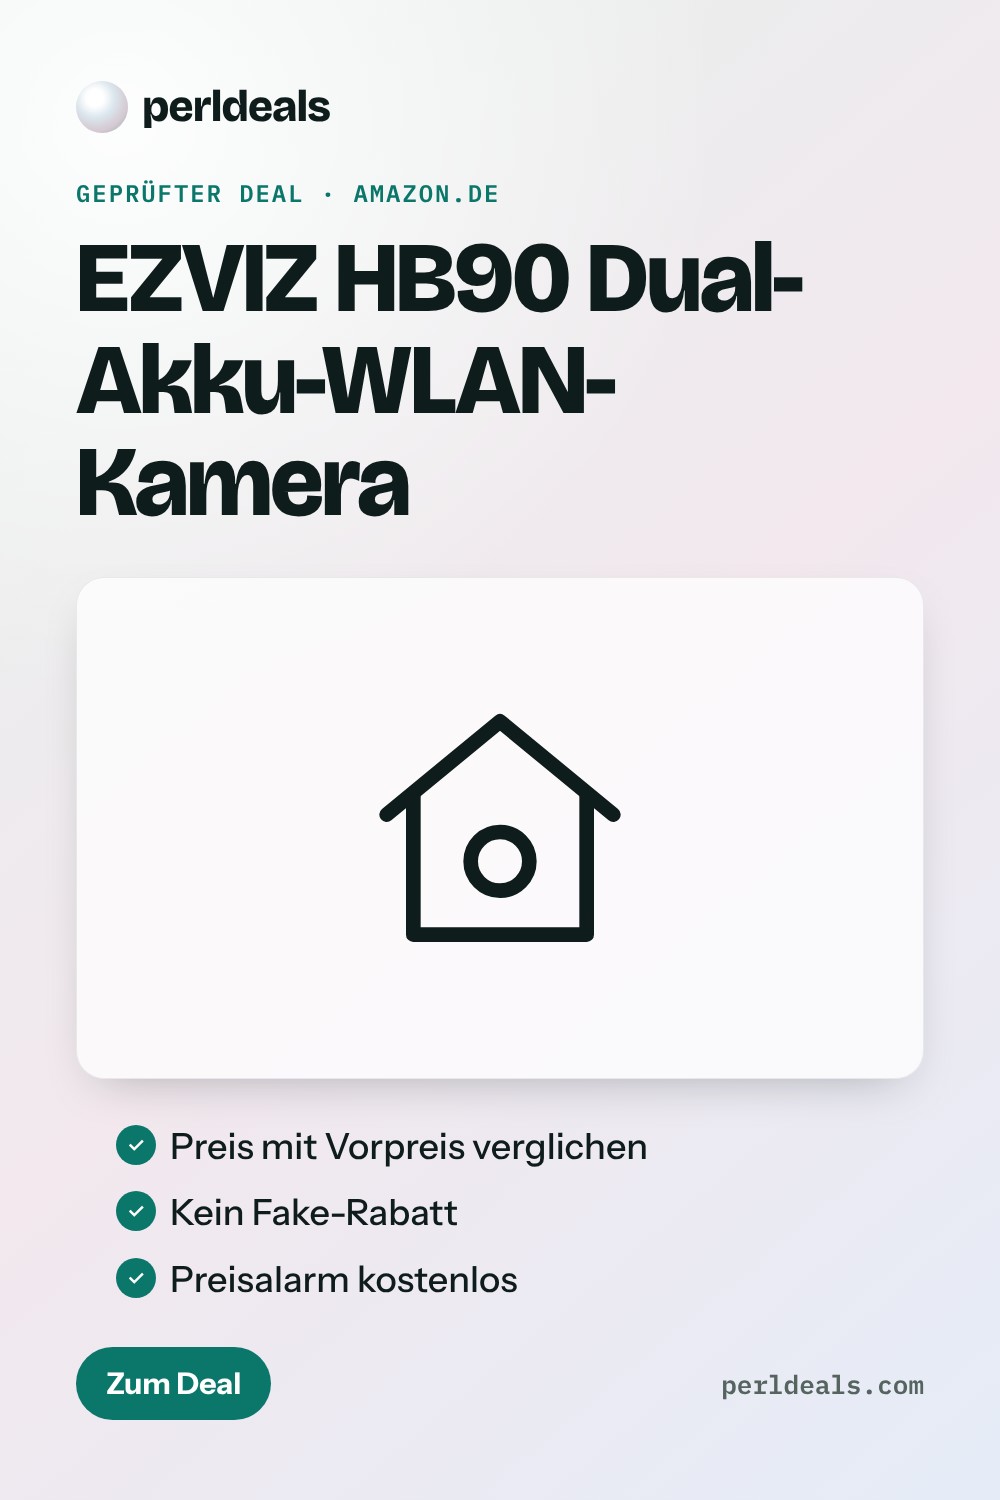 perldeals
GEPRÜFTER DEAL · AMAZON.DE
EZVIZ HB90 Dual-
Akku-WLAN-
Kamera
Preis mit Vorpreis verglichen
Kein Fake-Rabatt
Preisalarm kostenlos
Zum Deal
perldeals.com